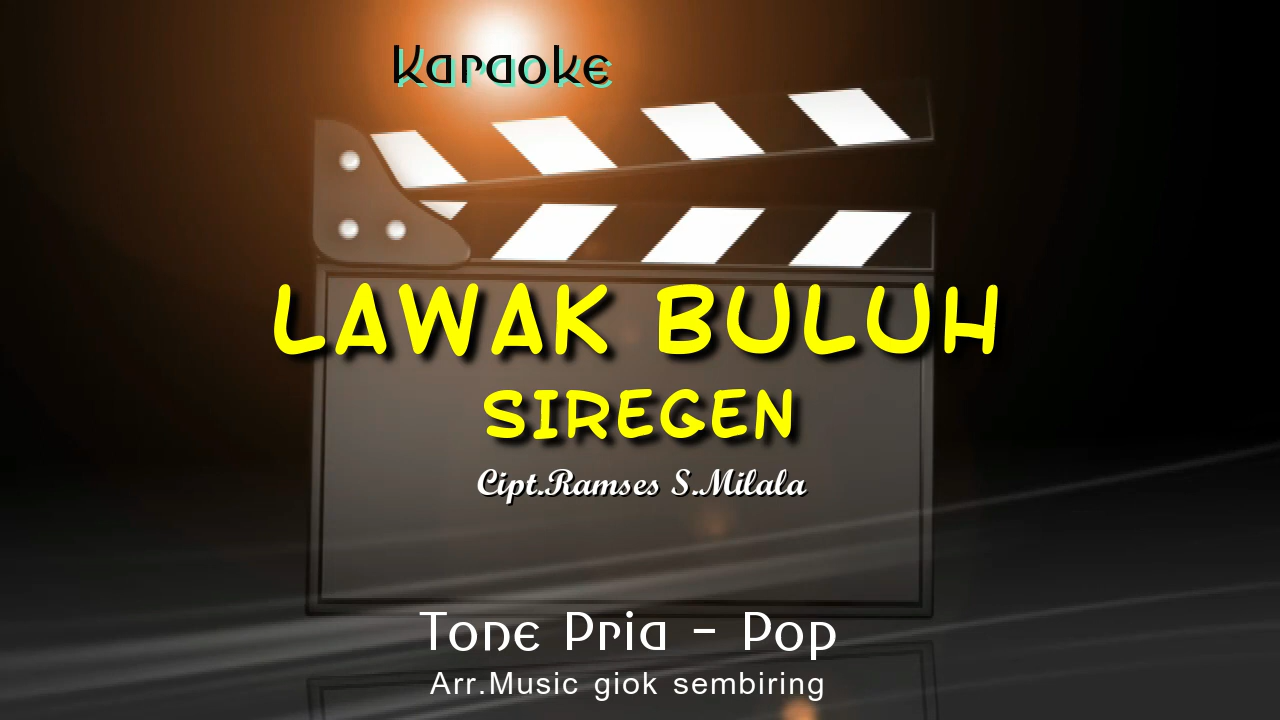 Karaoke
LAWAK BULUH
SIREGEN
Cipt.Ramses S.Milala
Tone Pria - Pop
Arr.Music giok sembiring